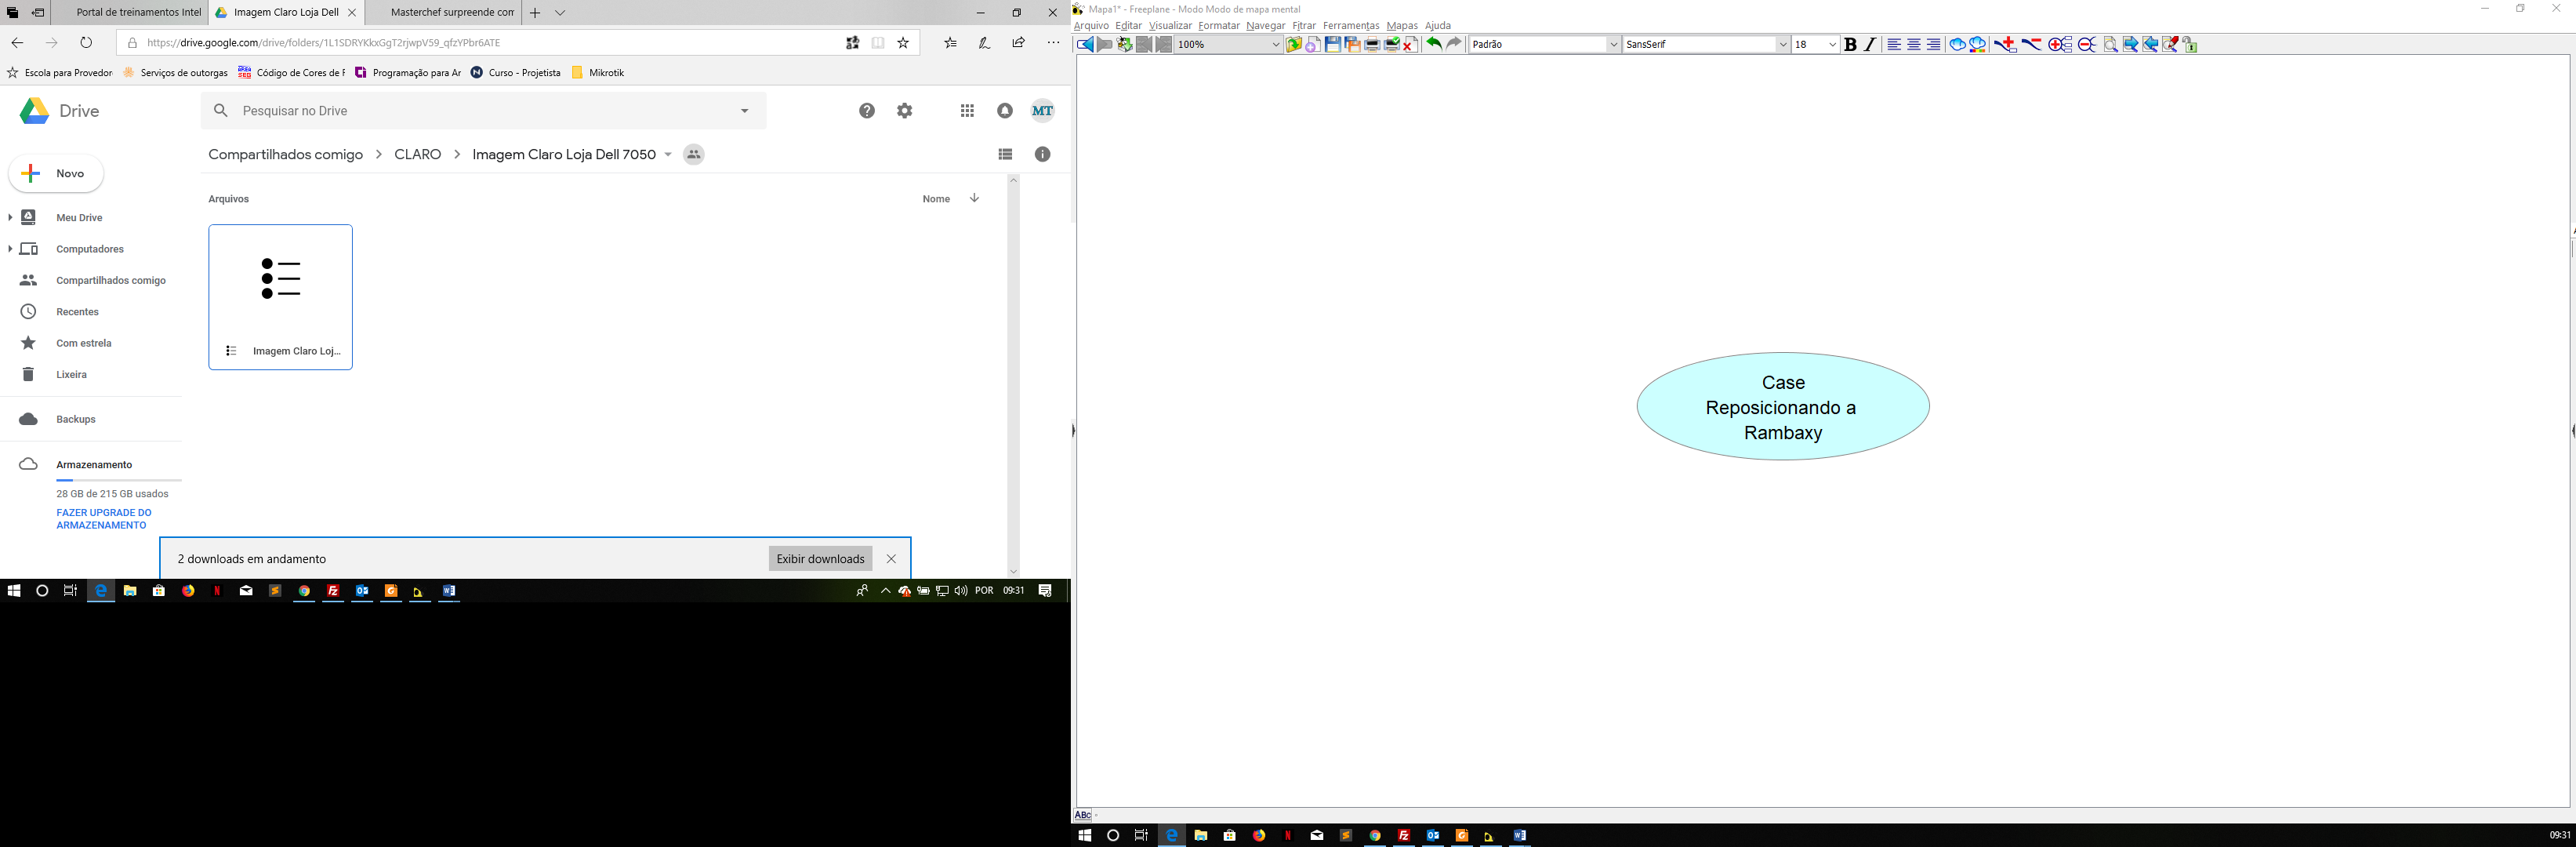 Portal de treinamentos Intel
Imagem Claro Loja Dell
Masterchef surpreende com
https://drive.google.com/drive/folders/1L1SDRYKkxGgT2rjwpV59_qfzYPbr6ATE
Escola para Provedor
Serviços de outorgas
Código de Cores de F
Programação para Ar
Curso - Projetista
Mikrotik
Drive
Pesquisar no Drive
MT
Compartilhados comigo > CLARO > Imagem Claro Loja Dell 7050
Novo
Arquivos
Nome
Meu Drive
Computadores
Compartilhados comigo
Recentes
Com estrela
Lixeira
Backups
Armazenamento
28 GB de 215 GB usados
FAZER UPGRADE DO
ARMAZENAMENTO
Imagem Claro Loj...
2 downloads em andamento
Exibir downloads
POR
09:31
Mapa1* - Freeplane - Modo Modo de mapa mental
Arquivo Editar Visualizar Formatar Navegar Fitrar Ferramentas Mapas Ajuda
100%
Padrão
SansSerif
18
B
I
Case
Reposicionando a
Rambaxy
ABc
09:31